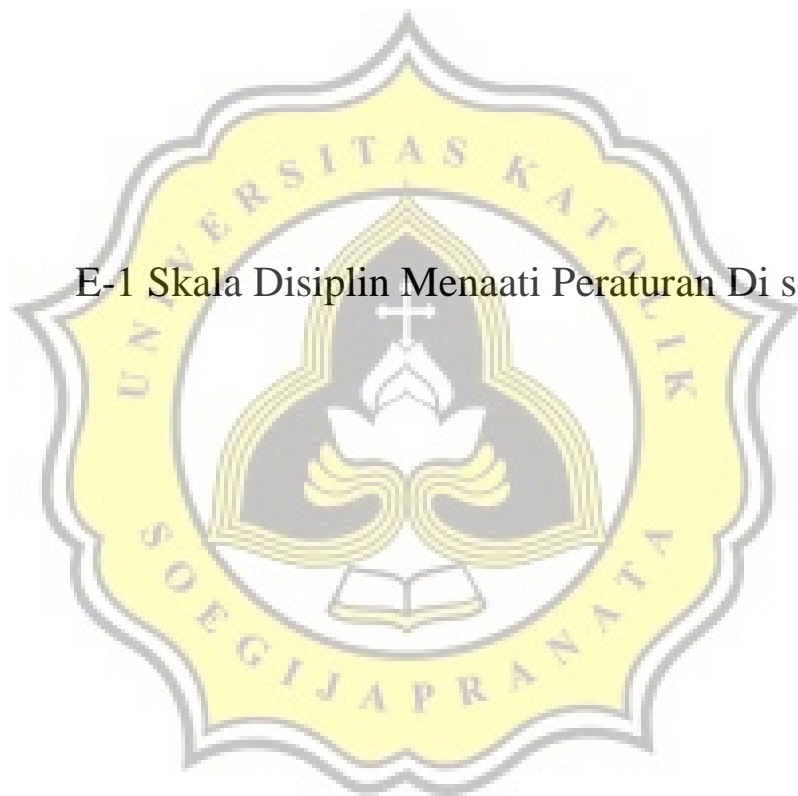 UNIVERSITAS KATOLIK
E-1 Skala Disiplin Menaati Peraturan Di s
SOEGIJAPRANATA